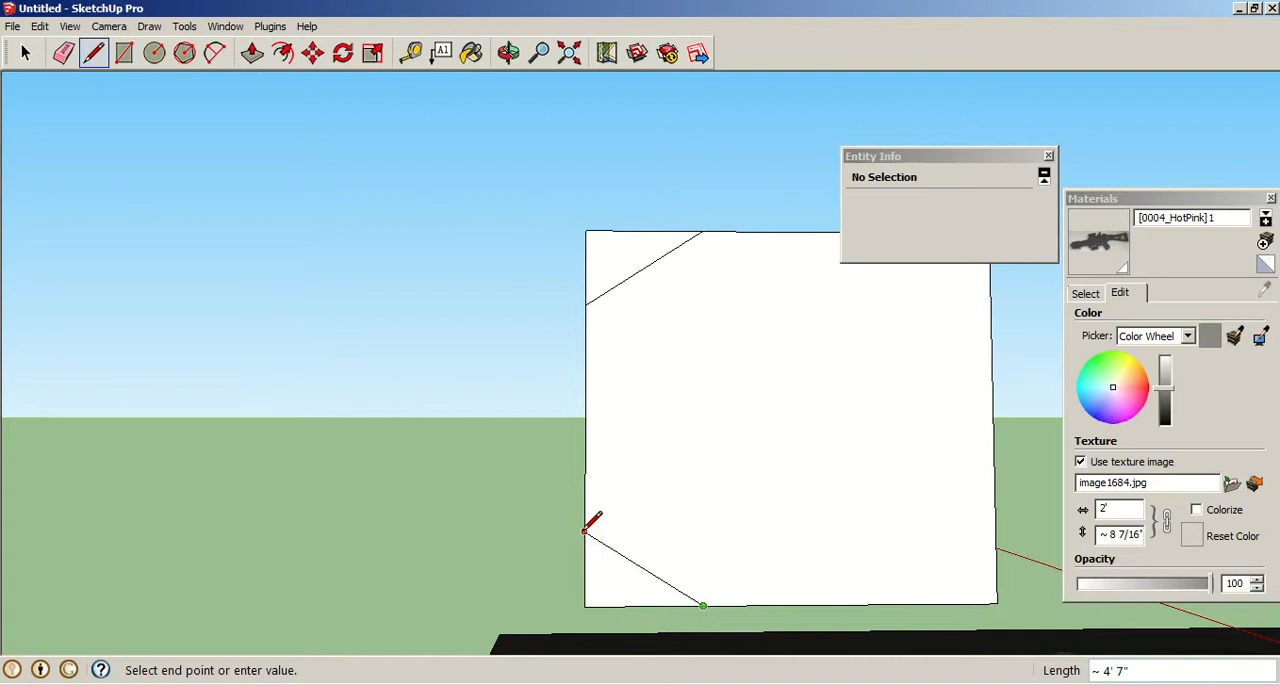 Untitled - SketchUp Pro
File Edit View Camera Draw Tools Window Plugins Help
A1
Entity Info
No Selection
Materials
[0004_HotPink]1
Select Edit
Color
Picker: Color Wheel
Texture
Use texture image
image1684.jpg
2'
Colorize
~ 8 7/16"
Reset Color
Opacity
100
Select end point or enter value.
Length ~ 4' 7"